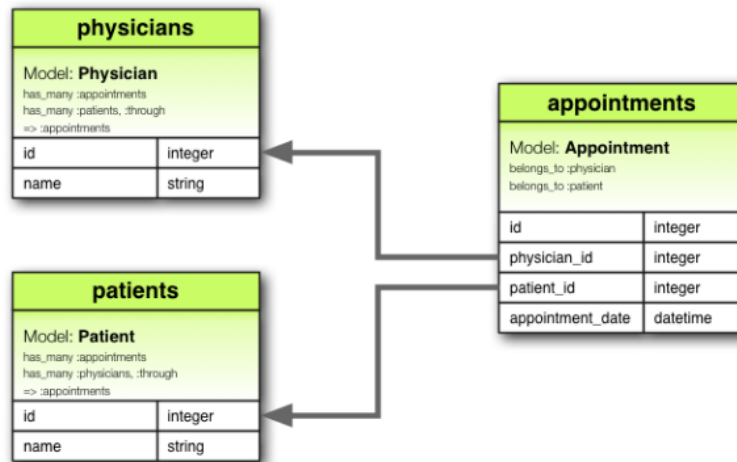 physicians
Model: Physician
has_many :appointments
has_many :patients, :through
=> :appointments
id integer
name string
appointments
Model: Appointment
belongs_to :physician
belongs_to :patient
id integer
physician_id integer
patient_id integer
appointment_date datetime
patients
Model: Patient
has_many :appointments
has_many :physicians, :through
=> :appointments
id integer
name string